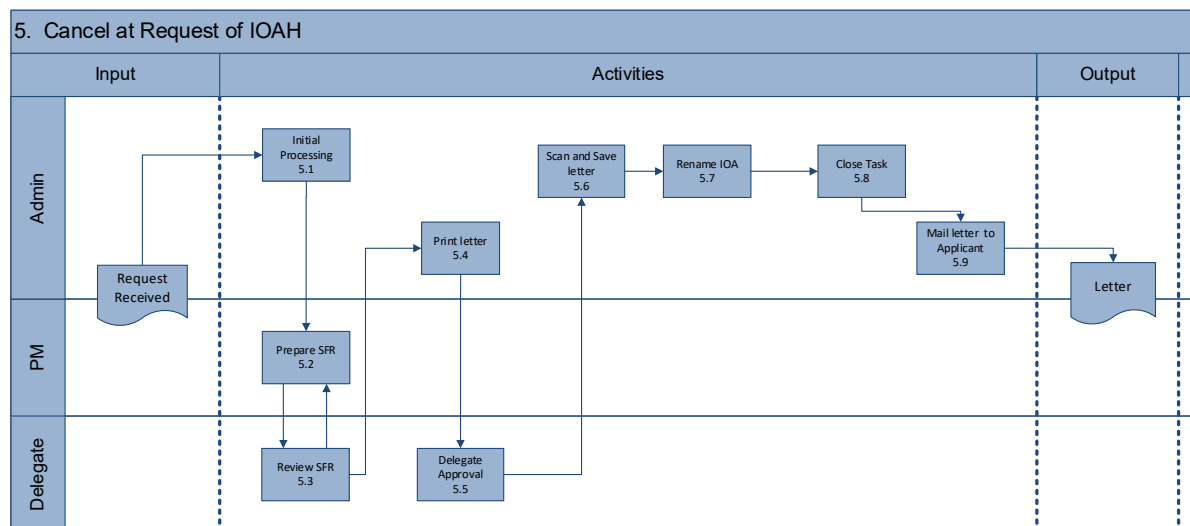 5. Cancel at Request of IOAH
Input
Activities
Output
Admin
Request
Received
Initial
Processing
5.1
Print letter
5.4
Scan and Save
letter
5.6
Rename IOA
5.7
Close Task
5.8
Mail letter to
Applicant
5.9
Letter
PM
Prepare SFR
5.2
Delegate
Review SFR
5.3
Delegate
Approval
5.5